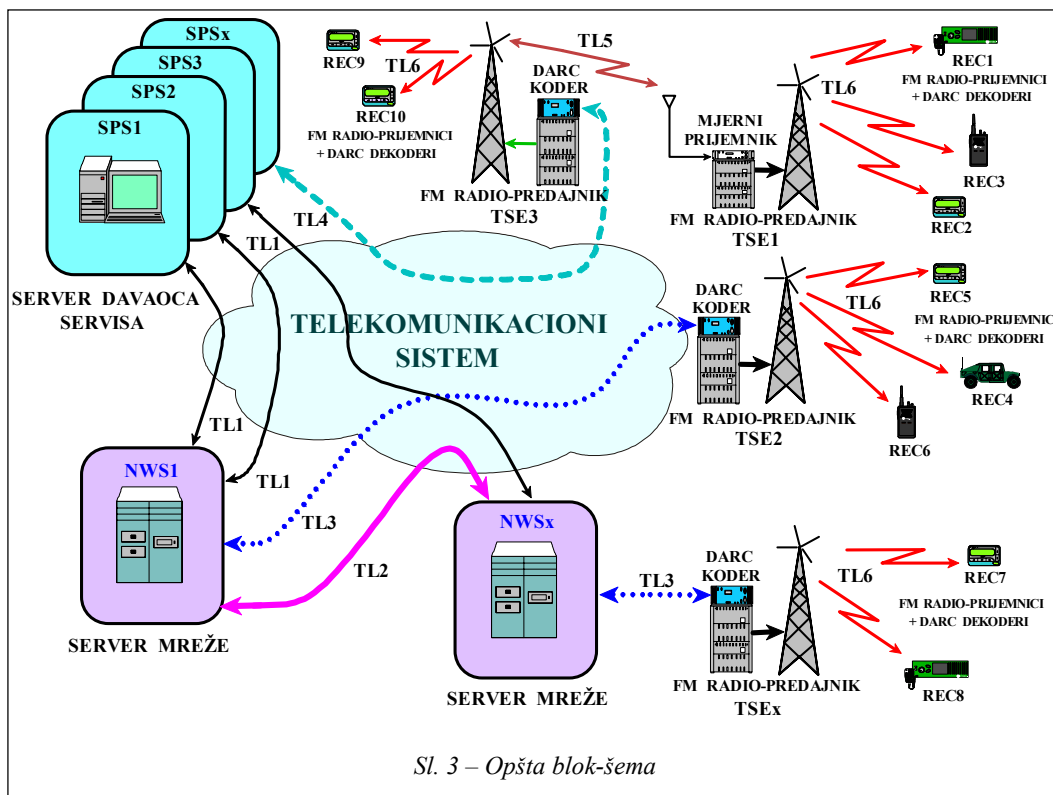 SPSx
SPS3
SPS2
SPS1
SERVER DAVAOCA
SERVISA
REC9
TL6
REC10
FM RADIO-PRIJEMNICI
+ DARC DEKODERI
DARC
KODER
FM RADIO-PREDAJNIK
TSE3
TL5
MJERNI
PRIJEMNIK
FM RADIO-PREDAJNIK
TSE1
TL6
REC1
FM RADIO-PRIJEMNICI
+ DARC DEKODERI
REC3
REC2
TL4
TL1
TELEKOMUNIKACIONI
SISTEM
DARC
KODER
FM RADIO-PREDAJNIK
TSE2
TL6
REC5
FM RADIO-PRIJEMNICI
+ DARC DEKODERI
REC4
REC6
TL1
TL1
NWS1
SERVER MREŽE
TL3
TL2
NWSx
SERVER MREŽE
TL3
DARC
KODER
FM RADIO-PREDAJNIK
TSEx
TL6
REC7
FM RADIO-PRIJEMNICI
+ DARC DEKODERI
REC8
Sl. 3 – Opšta blok-šema